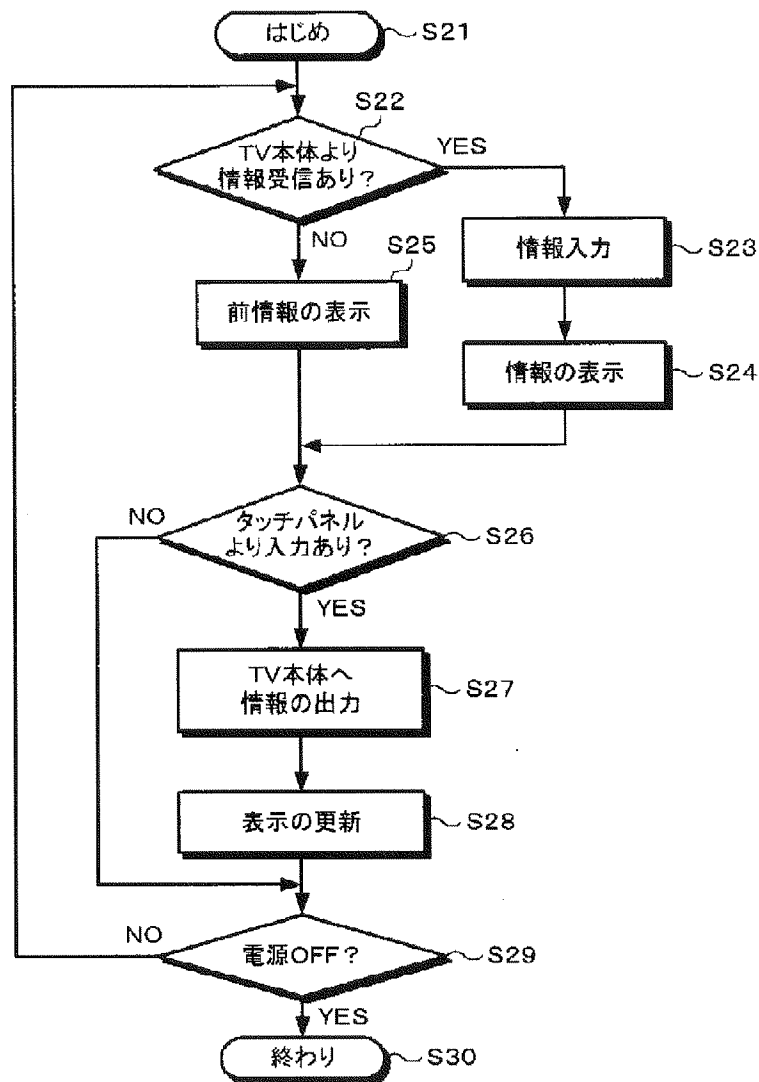 はじめ
S21
S22
TV本体より
情報受信あり？
YES
NO
情報入力
S23
S25
前情報の表示
情報の表示
S24
NO
タッチパネル
より入力あり？
S26
YES
TV本体へ
情報の出力
S27
表示の更新
S28
NO
電源OFF？
S29
YES
終わり
S30